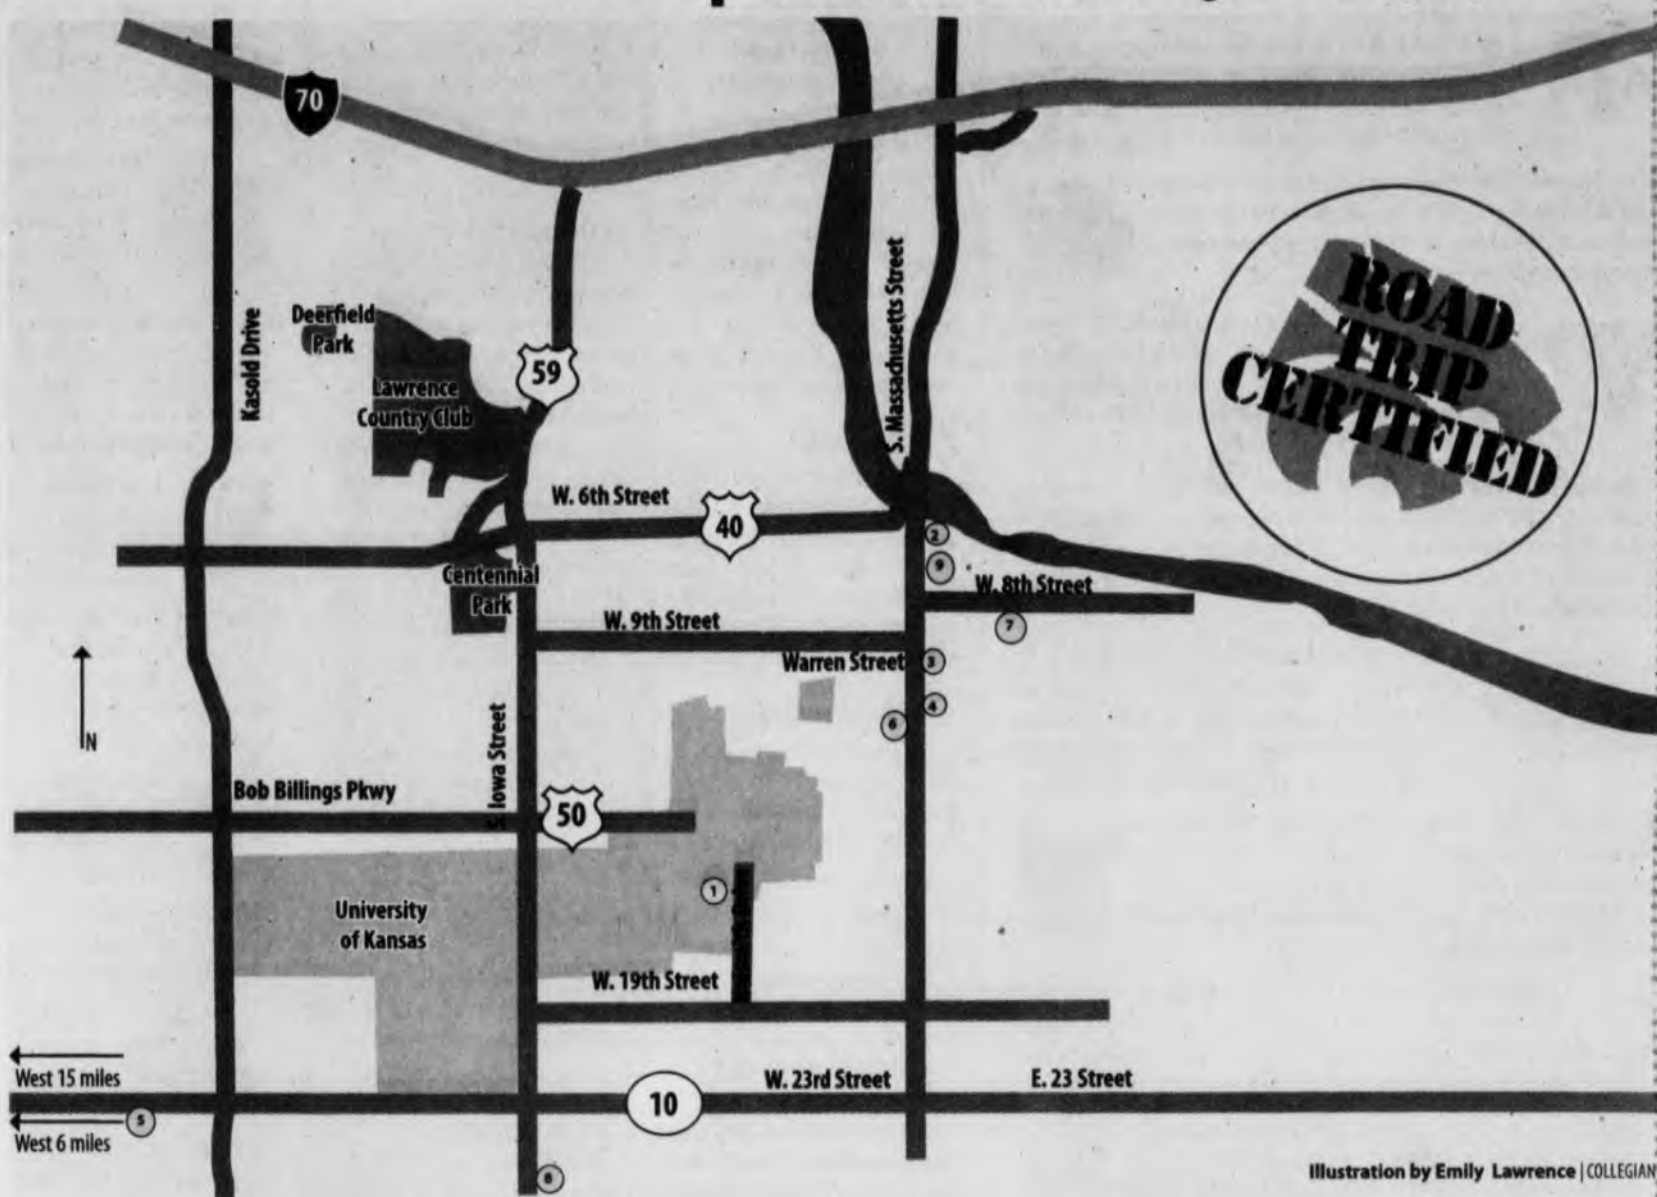 70
Kasold Drive
Deerfield
Park
Lawrence
Country Club
59
S. Massachusetts Street
ROAD
TRIP
CERTIFIED
W. 6th Street
40
2
9
Centennial
Park
W. 8th Street
7
W. 9th Street
Warren Street
3
4
6
N
S. Iowa Street
Bob Billings Pkwy
50
1
University
of Kansas
W. 19th Street
West 15 miles
W. 23rd Street
E. 23 Street
10
5
West 6 miles
8
Illustration by Emily Lawrence | COLLEGIAN